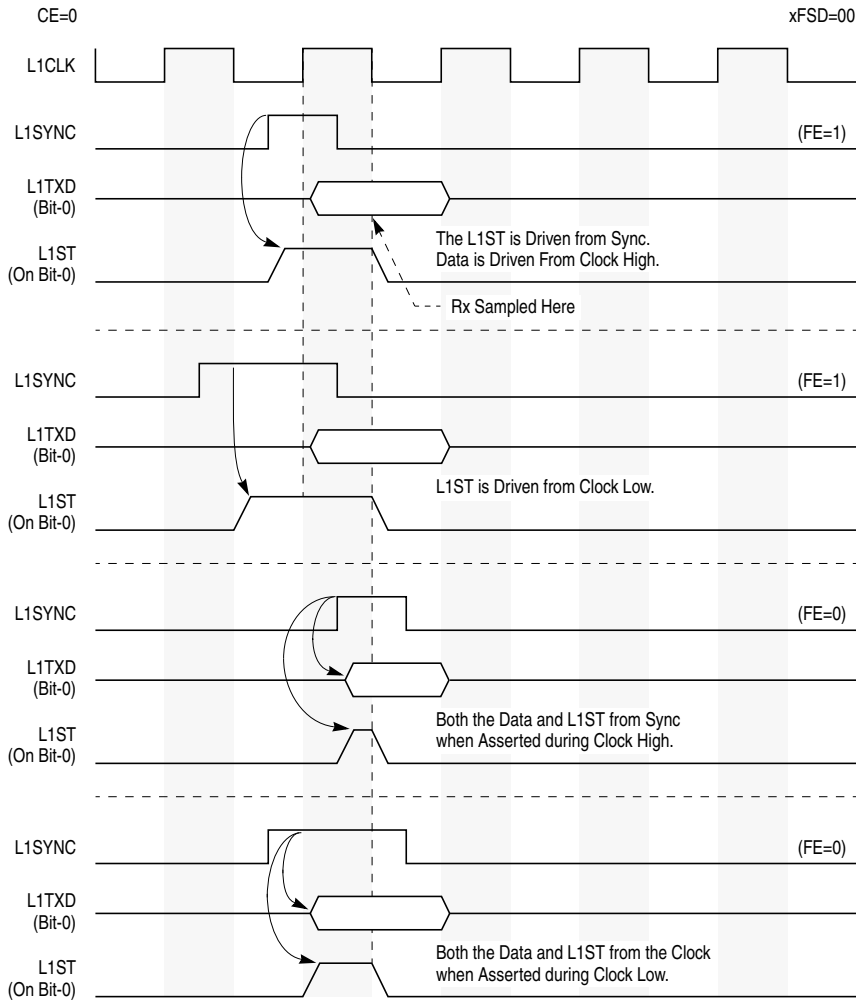 CE=0 xFSD=00
L1CLK
L1SYNC (FE=1)
L1TXD
(Bit-0)
The L1ST is Driven from Sync.
Data is Driven From Clock High.
L1ST
(On Bit-0)
Rx Sampled Here
L1SYNC (FE=1)
L1TXD
(Bit-0)
L1ST is Driven from Clock Low.
L1ST
(On Bit-0)
L1SYNC (FE=0)
L1TXD
(Bit-0)
Both the Data and L1ST from Sync
when Asserted during Clock High.
L1ST
(On Bit-0)
L1SYNC (FE=0)
L1TXD
(Bit-0)
Both the Data and L1ST from the Clock
when Asserted during Clock Low.
L1ST
(On Bit-0)